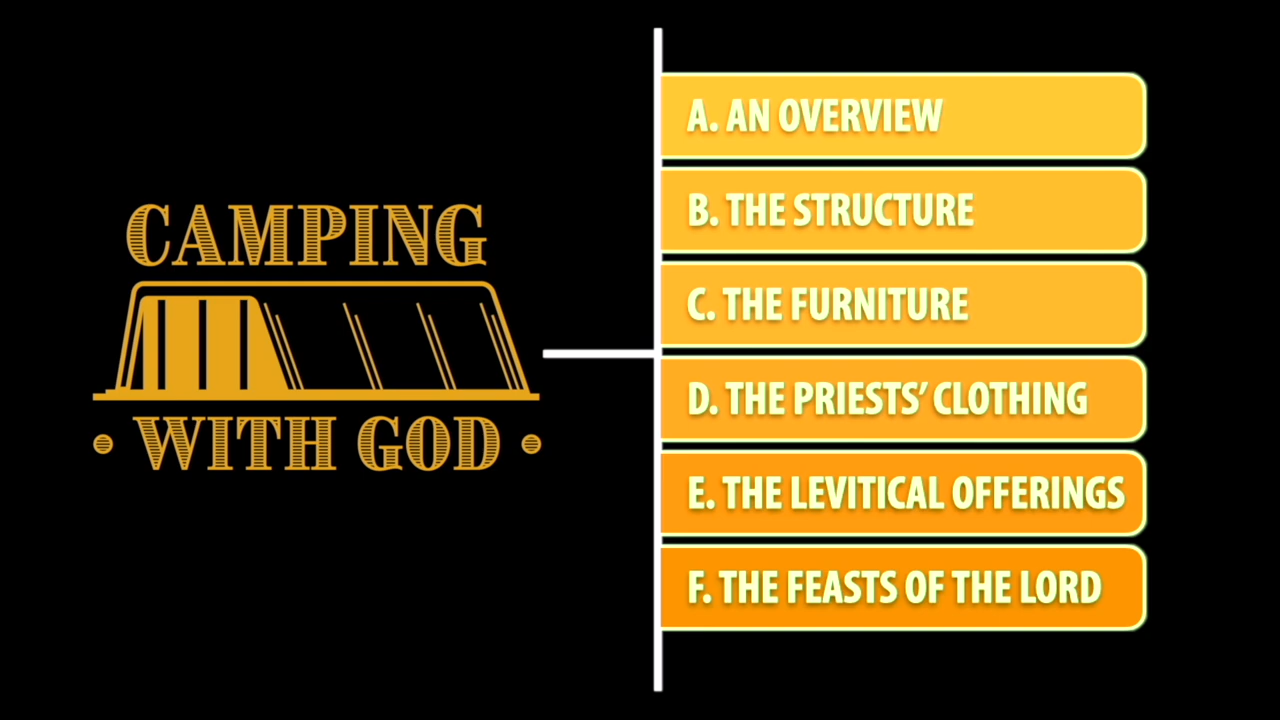 CAMPING
• WITH GOD •
A. AN OVERVIEW
B. THE STRUCTURE
C. THE FURNITURE
D. THE PRIESTS’ CLOTHING
E. THE LEVITICAL OFFERINGS
F. THE FEASTS OF THE LORD